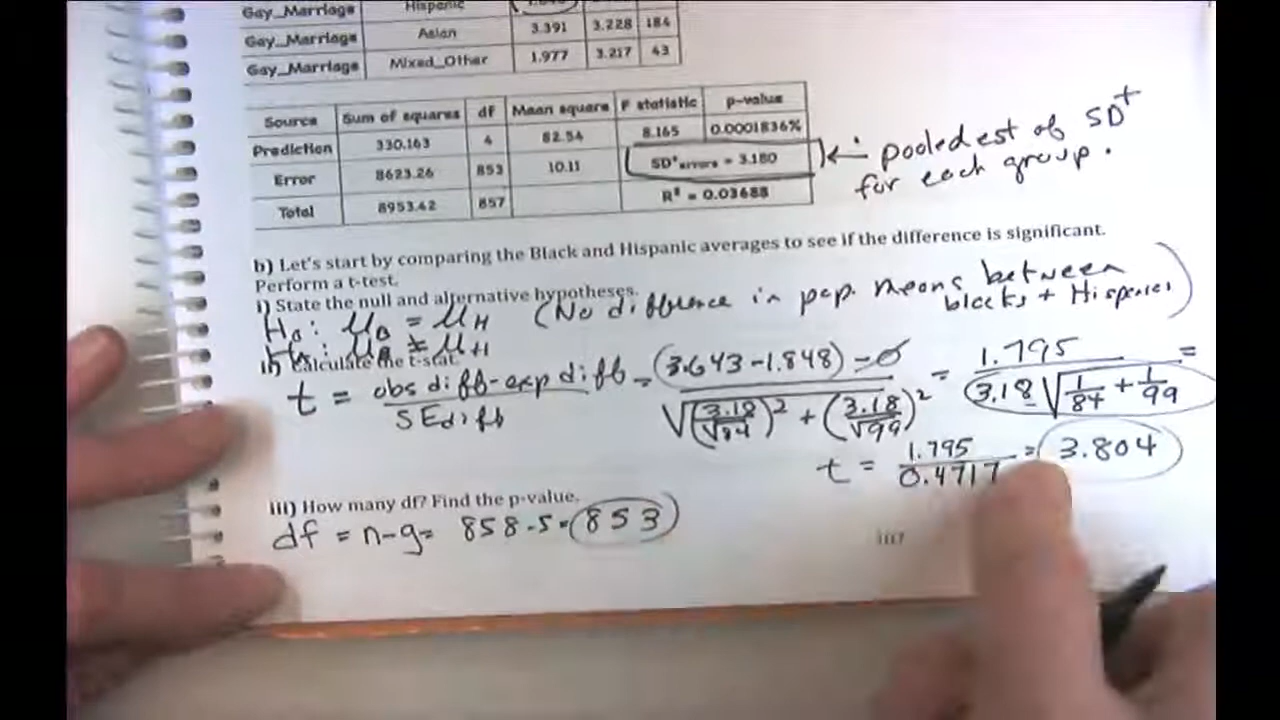 Gay_Marriage Hispanic
Gay_Marriage Asian 3.391 3.228 184
Gay_Marriage Mixed_Other 1.977 3.217 43
Source Sum of squares df Mean square F statistic p-value
Prediction 330.163 4 82.54 8.165 0.0001836%
Error 8623.26 853 10.11 SD⁺errors = 3.180
Total 8953.42 857 R² = 0.03688
← pooled est of SD⁺
for each group.
b) Let's start by comparing the Black and Hispanic averages to see if the difference is significant.
Perform a t-test.
i) State the null and alternative hypotheses.
H₀: μB = μH (No difference in pop means between
blacks + Hispanics)
μB ≠ μH
ii) Calculate the t-stat.
t = obs diff-exp diff / SEdiff = (3.643-1.848)-0 / √((3.18/√84)² + (3.18/√99)²) = 1.795 / 3.18√(1/84 + 1/99) =
t = 1.795 / 0.4717 = 3.804
iii) How many df? Find the p-value.
df = n-g= 858-5= 853